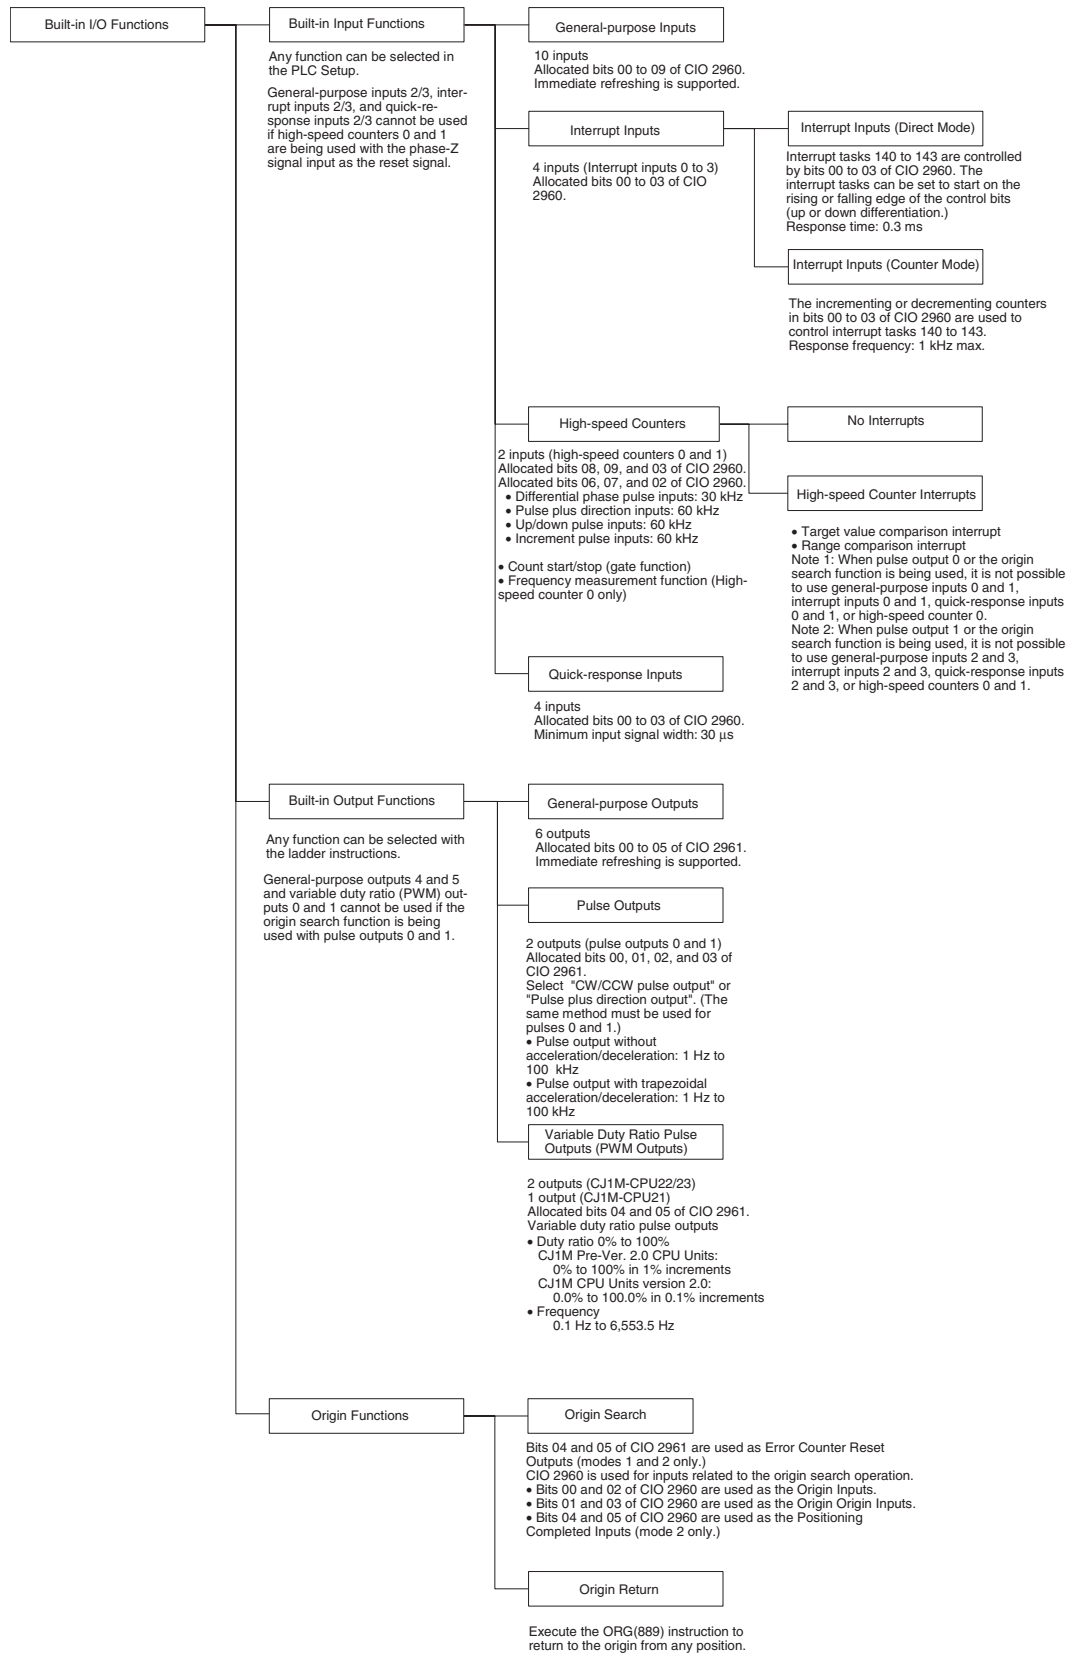 Built-in I/O Functions
Built-in Input Functions
Any function can be selected in
the PLC Setup.
General-purpose inputs 2/3, inter-
rupt inputs 2/3, and quick-re-
sponse inputs 2/3 cannot be used
if high-speed counters 0 and 1
are being used with the phase-Z
signal input as the reset signal.
General-purpose Inputs
10 inputs
Allocated bits 00 to 09 of CIO 2960.
Immediate refreshing is supported.
Interrupt Inputs
4 inputs (Interrupt inputs 0 to 3)
Allocated bits 00 to 03 of CIO
2960.
Interrupt Inputs (Direct Mode)
Interrupt tasks 140 to 143 are controlled
by bits 00 to 03 of CIO 2960. The
interrupt tasks can be set to start on the
rising or falling edge of the control bits
(up or down differentiation.)
Response time: 0.3 ms
Interrupt Inputs (Counter Mode)
The incrementing or decrementing counters
in bits 00 to 03 of CIO 2960 are used to
control interrupt tasks 140 to 143.
Response frequency: 1 kHz max.
High-speed Counters
2 inputs (high-speed counters 0 and 1)
Allocated bits 08, 09, and 03 of CIO 2960.
Allocated bits 06, 07, and 02 of CIO 2960.
• Differential phase pulse inputs: 30 kHz
• Pulse plus direction inputs: 60 kHz
• Up/down pulse inputs: 60 kHz
• Increment pulse inputs: 60 kHz
• Count start/stop (gate function)
• Frequency measurement function (High-
speed counter 0 only)
No Interrupts
High-speed Counter Interrupts
• Target value comparison interrupt
• Range comparison interrupt
Note 1: When pulse output 0 or the origin
search function is being used, it is not possible
to use general-purpose inputs 0 and 1,
interrupt inputs 0 and 1, quick-response inputs
0 and 1, or high-speed counter 0.
Note 2: When pulse output 1 or the origin
search function is being used, it is not possible
to use general-purpose inputs 2 and 3,
interrupt inputs 2 and 3, quick-response inputs
2 and 3, or high-speed counters 0 and 1.
Quick-response Inputs
4 inputs
Allocated bits 00 to 03 of CIO 2960.
Minimum input signal width: 30 μs
Built-in Output Functions
Any function can be selected with
the ladder instructions.
General-purpose outputs 4 and 5
and variable duty ratio (PWM) out-
puts 0 and 1 cannot be used if the
origin search function is being
used with pulse outputs 0 and 1.
General-purpose Outputs
6 outputs
Allocated bits 00 to 05 of CIO 2961.
Immediate refreshing is supported.
Pulse Outputs
2 outputs (pulse outputs 0 and 1)
Allocated bits 00, 01, 02, and 03 of
CIO 2961.
Select "CW/CCW pulse output" or
"Pulse plus direction output". (The
same method must be used for
pulses 0 and 1.)
• Pulse output without
acceleration/deceleration: 1 Hz to
100 kHz
• Pulse output with trapezoidal
acceleration/deceleration: 1 Hz to
100 kHz
Variable Duty Ratio Pulse
Outputs (PWM Outputs)
2 outputs (CJ1M-CPU22/23)
1 output (CJ1M-CPU21)
Allocated bits 04 and 05 of CIO 2961.
Variable duty ratio pulse outputs
• Duty ratio 0% to 100%
CJ1M Pre-Ver. 2.0 CPU Units:
0% to 100% in 1% increments
CJ1M CPU Units version 2.0:
0.0% to 100.0% in 0.1% increments
• Frequency
0.1 Hz to 6,553.5 Hz
Origin Functions
Origin Search
Bits 04 and 05 of CIO 2961 are used as Error Counter Reset
Outputs (modes 1 and 2 only.)
CIO 2960 is used for inputs related to the origin search operation.
• Bits 00 and 02 of CIO 2960 are used as the Origin Inputs.
• Bits 01 and 03 of CIO 2960 are used as the Origin Origin Inputs.
• Bits 04 and 05 of CIO 2960 are used as the Positioning
Completed Inputs (mode 2 only.)
Origin Return
Execute the ORG(889) instruction to
return to the origin from any position.